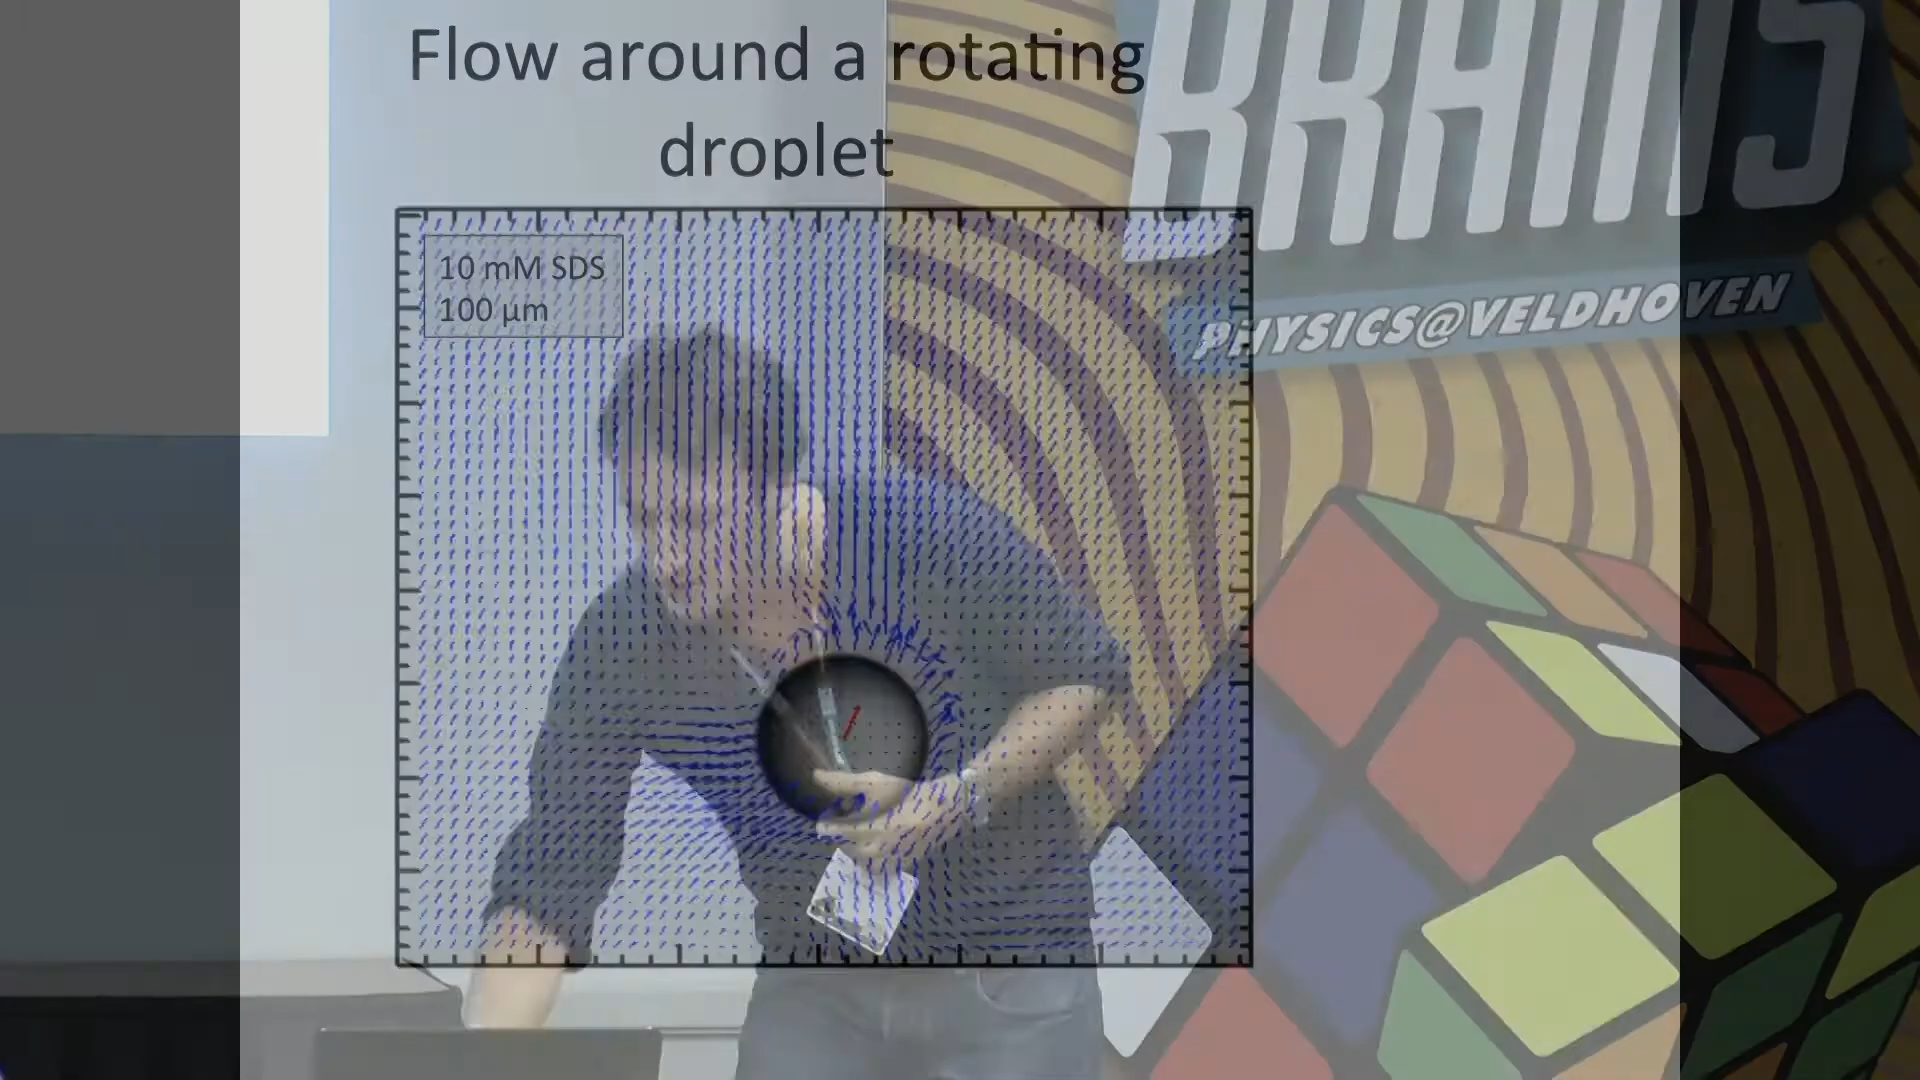 Flow around a rotating
droplet
BRAINS
PHYSICS@VELDHOVEN
10 mM SDS
100 µm